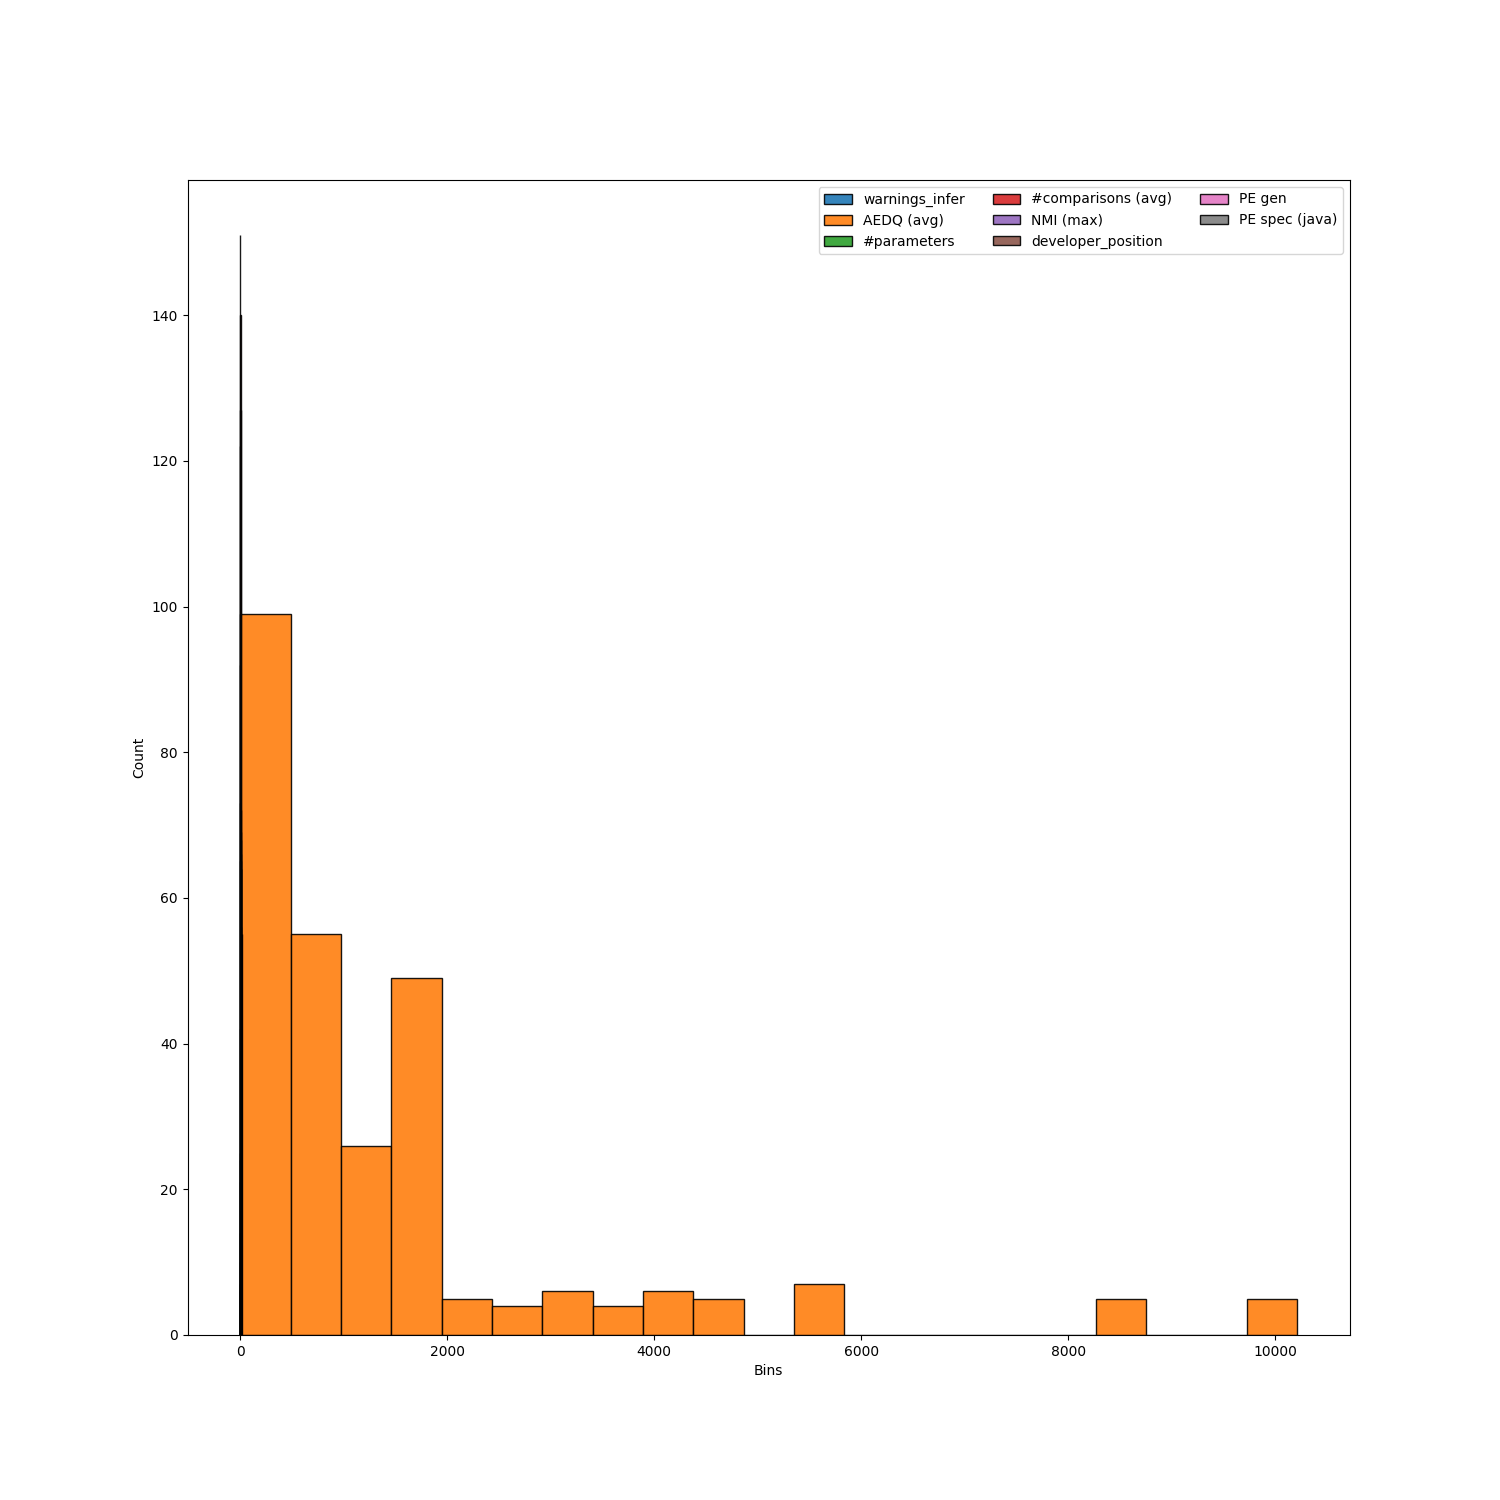 warnings_infer
AEDQ (avg)
#parameters
#comparisons (avg)
NMI (max)
developer_position
PE gen
PE spec (java)
140
120
100
80
60
40
20
0
Count
0 2000 4000 6000 8000 10000
Bins